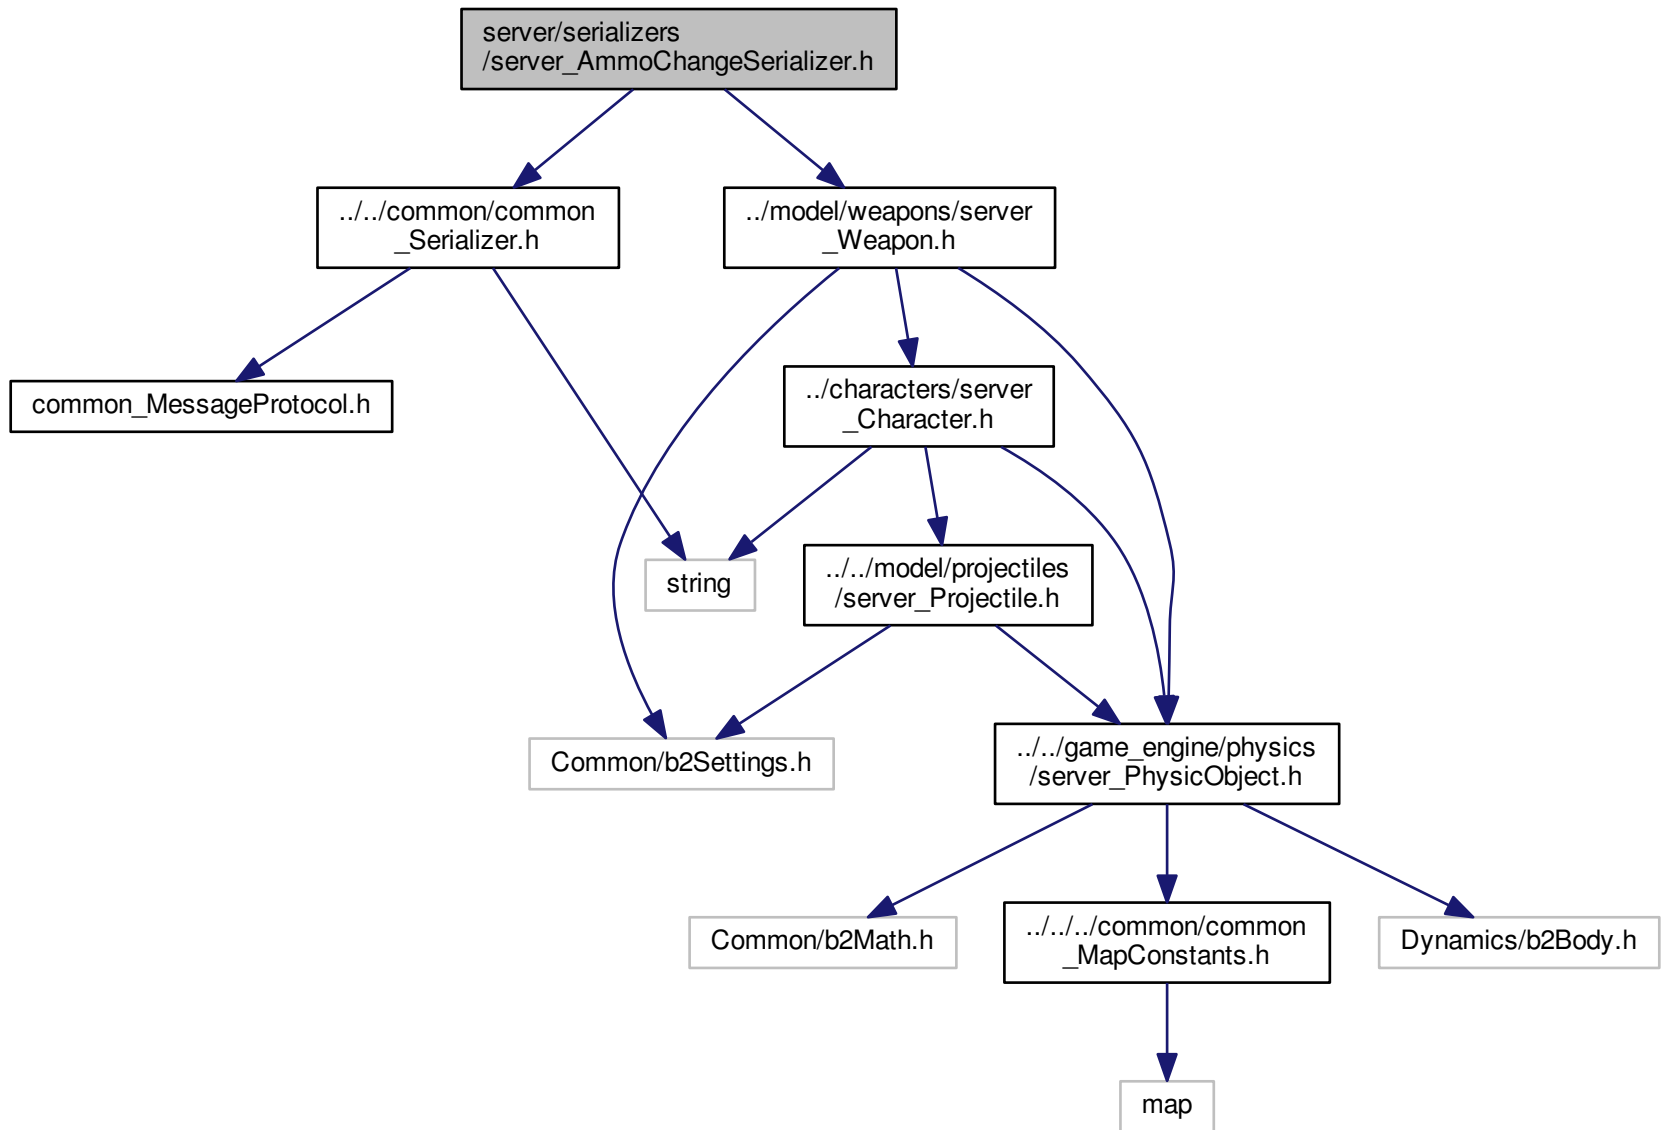 server/serializers
/server_AmmoChangeSerializer.h
../../common/common
_Serializer.h
../model/weapons/server
_Weapon.h
../characters/server
_Character.h
common_MessageProtocol.h
../../model/projectiles
/server_Projectile.h
string
../../game_engine/physics
/server_PhysicObject.h
Common/b2Settings.h
../../../common/common
_MapConstants.h
Common/b2Math.h
Dynamics/b2Body.h
map